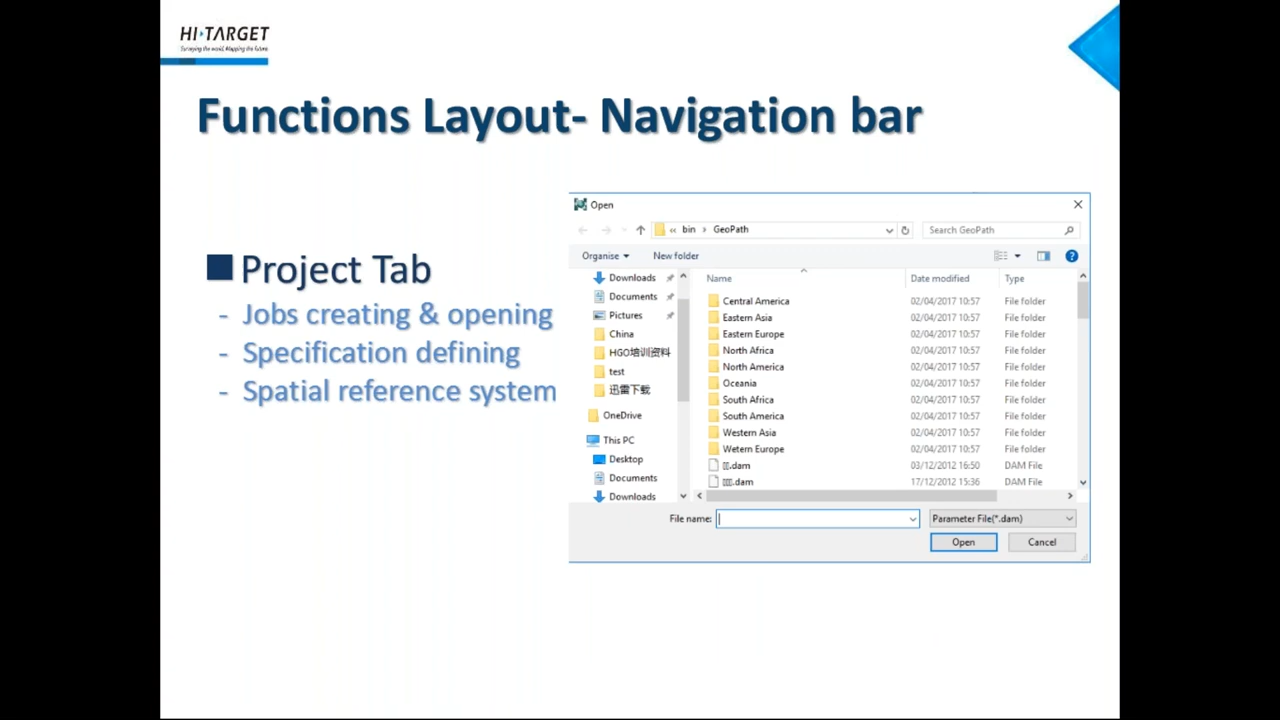 HI-TARGET
Surveying the world, Mapping the future
Functions Layout- Navigation bar
Project Tab
- Jobs creating & opening
- Specification defining
- Spatial reference system
Open
« bin › GeoPath
Search GeoPath
Organise
New folder
Downloads
Documents
Pictures
China
HGO培训资料
test
迅雷下载
OneDrive
This PC
Desktop
Documents
Downloads
Name Date modified Type
Central America 02/04/2017 10:57 File folder
Eastern Asia 02/04/2017 10:57 File folder
Eastern Europe 02/04/2017 10:57 File folder
North Africa 02/04/2017 10:57 File folder
North America 02/04/2017 10:57 File folder
Oceania 02/04/2017 10:57 File folder
South Africa 02/04/2017 10:57 File folder
South America 02/04/2017 10:57 File folder
Western Asia 02/04/2017 10:57 File folder
Wetern Europe 02/04/2017 10:57 File folder
.dam 03/12/2012 16:50 DAM File
.dam 17/12/2012 15:36 DAM File
File name:
Parameter File(*.dam)
Open
Cancel